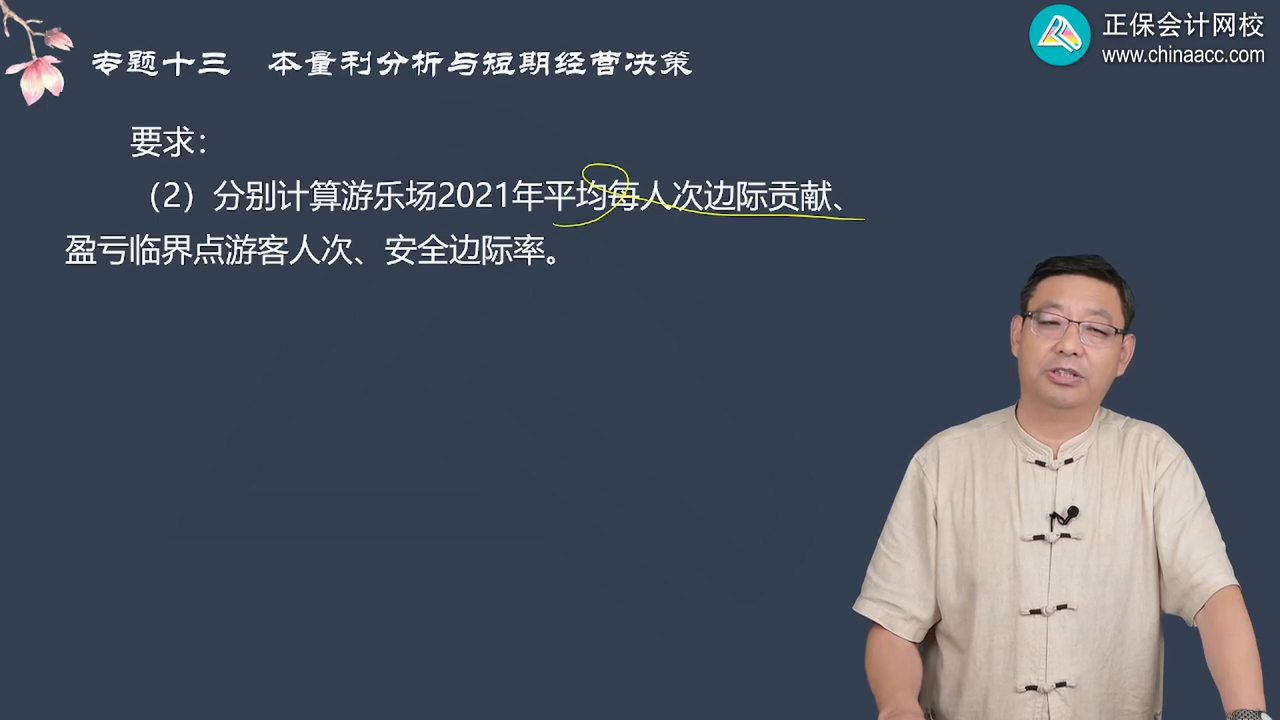 正保会计网校
www.chinaacc.com
专题十三 本量利分析与短期经营决策
要求：
（2）分别计算游乐场2021年平均每人次边际贡献、
盈亏临界点游客人次、安全边际率。